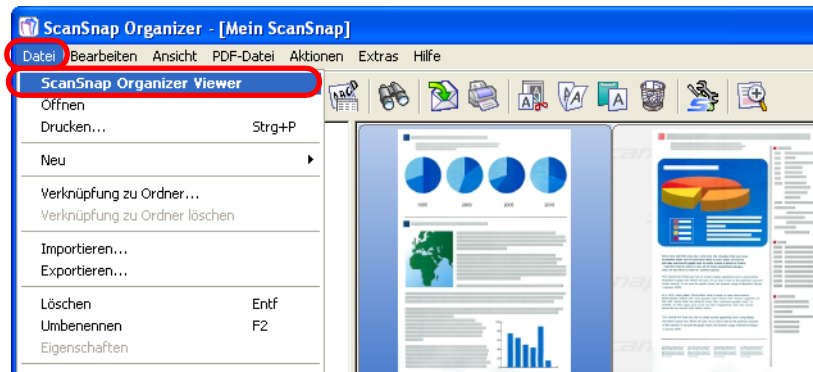 ScanSnap Organizer - [Mein ScanSnap]
Datei Bearbeiten Ansicht PDF-Datei Aktionen Extras Hilfe
ScanSnap Organizer Viewer
Öffnen
Drucken... Strg+P
Neu
Verknüpfung zu Ordner...
Verknüpfung zu Ordner löschen
Importieren...
Exportieren...
Löschen Entf
Umbenennen F2
Eigenschaften